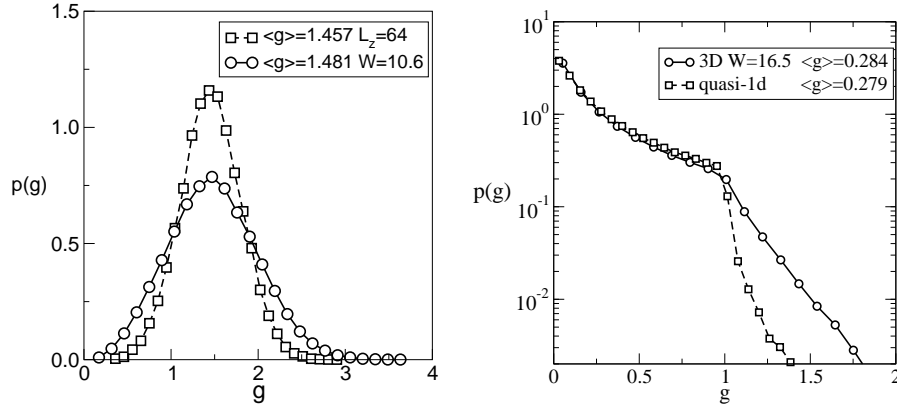 <g>=1.457 L_z=64
<g>=1.481 W=10.6
1.5
1.0
0.5
0.0
p(g)
0 1 2 3 4
g
3D W=16.5 <g>=0.284
quasi-1d <g>=0.279
10^1
10^0
10^-1
10^-2
p(g)
0 0.5 1 1.5 2
g